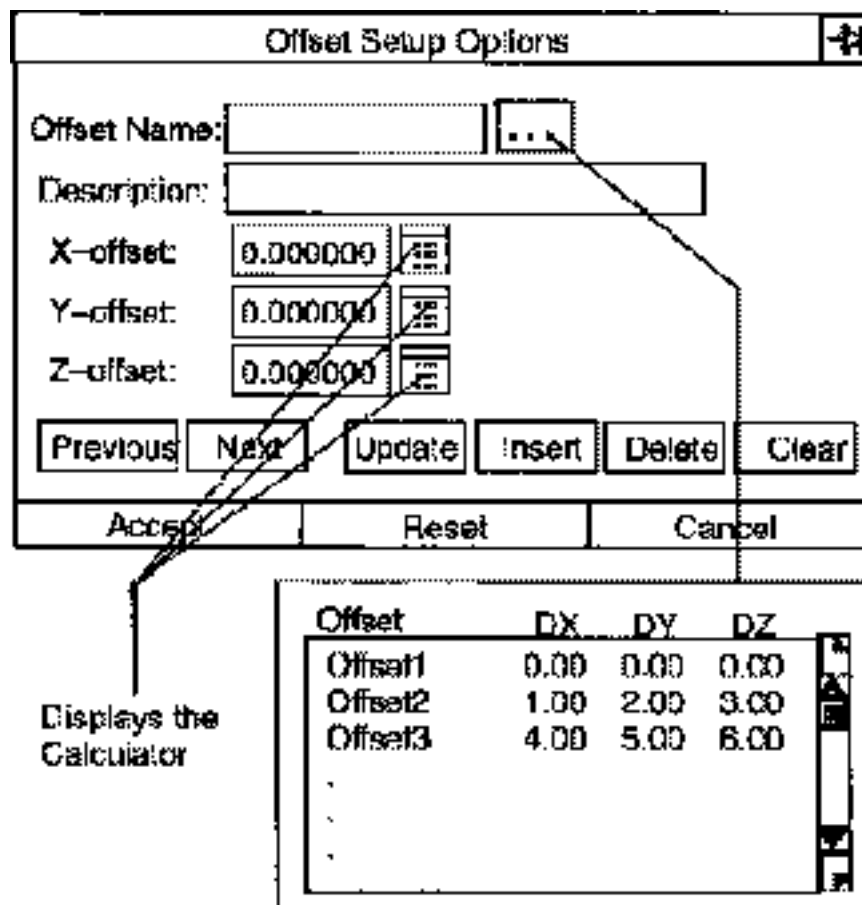 Offset Setup Options
Offset Name: ...
Description:
X-offset: 0.000000
Y-offset: 0.000000
Z-offset: 0.000000
Previous Next Update Insert Delete Clear
Accept Reset Cancel
Displays the
Calculator
Offset DX DY DZ
Offset1 0.00 0.00 0.00
Offset2 1.00 2.00 3.00
Offset3 4.00 5.00 6.00
.
.
.